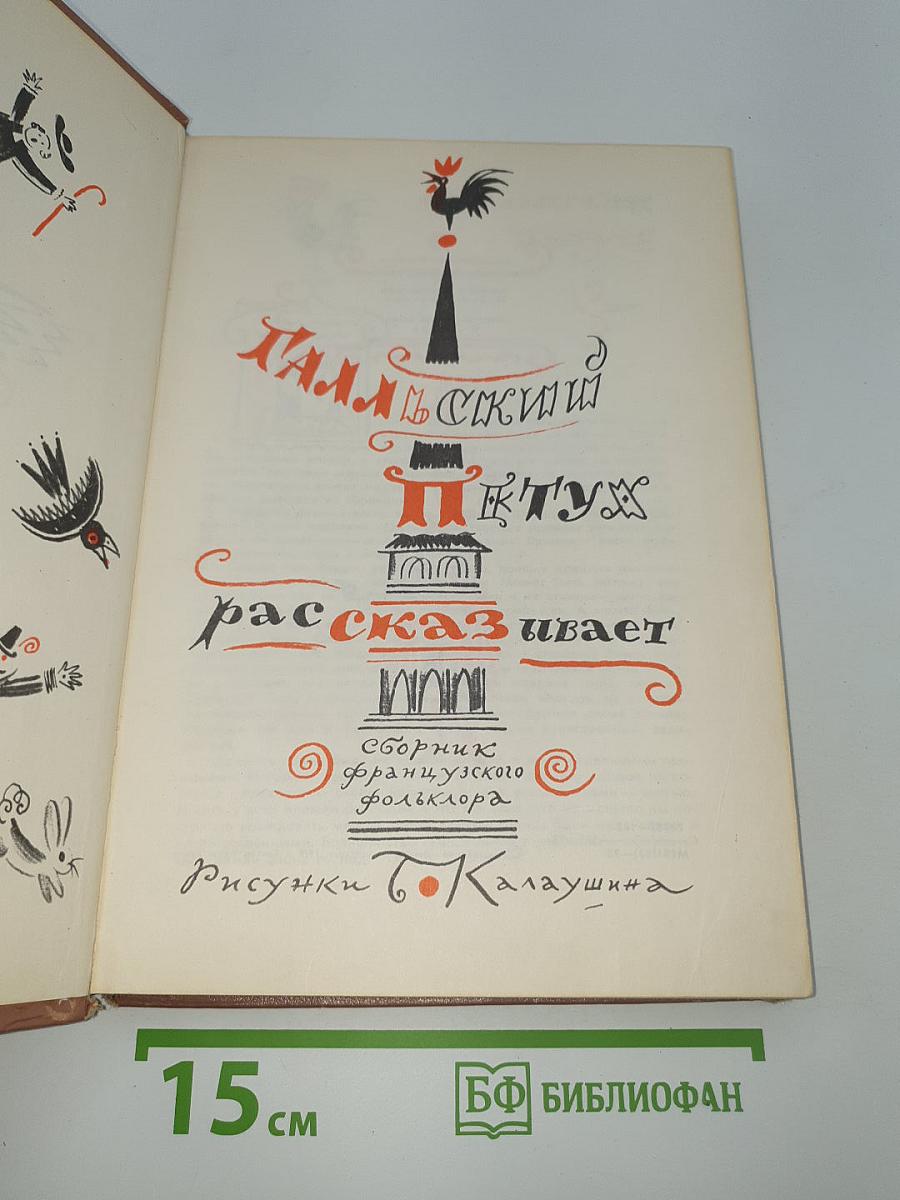 Галльский
Петух
рассказывает
сборник
французского
фольклора
Рисунки Б. Калаушина
15 см
БФ БИБЛИОФАН